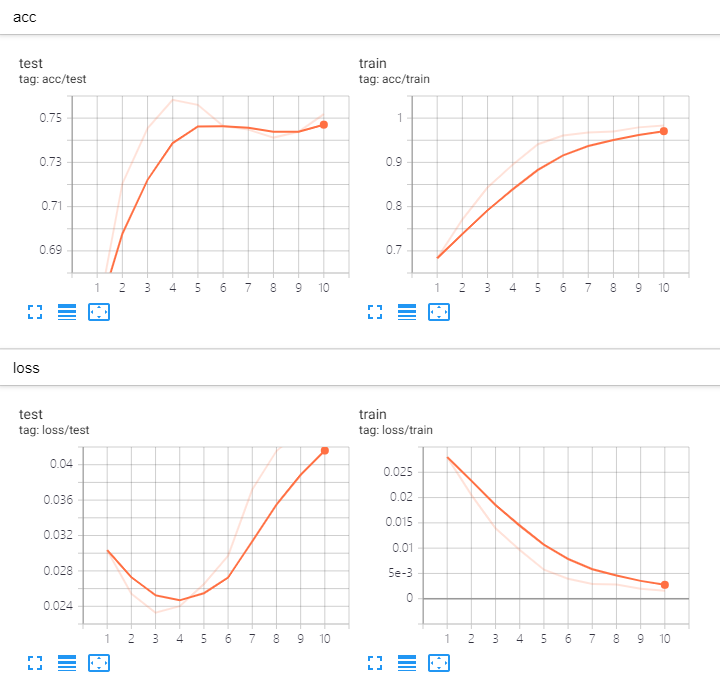 acc
test
tag: acc/test
train
tag: acc/train
0.75
0.73
0.71
0.69
1 2 3 4 5 6 7 8 9 10
1
0.9
0.8
0.7
1 2 3 4 5 6 7 8 9 10
loss
test
tag: loss/test
train
tag: loss/train
0.04
0.036
0.032
0.028
0.024
1 2 3 4 5 6 7 8 9 10
0.025
0.02
0.015
0.01
5e-3
0
1 2 3 4 5 6 7 8 9 10